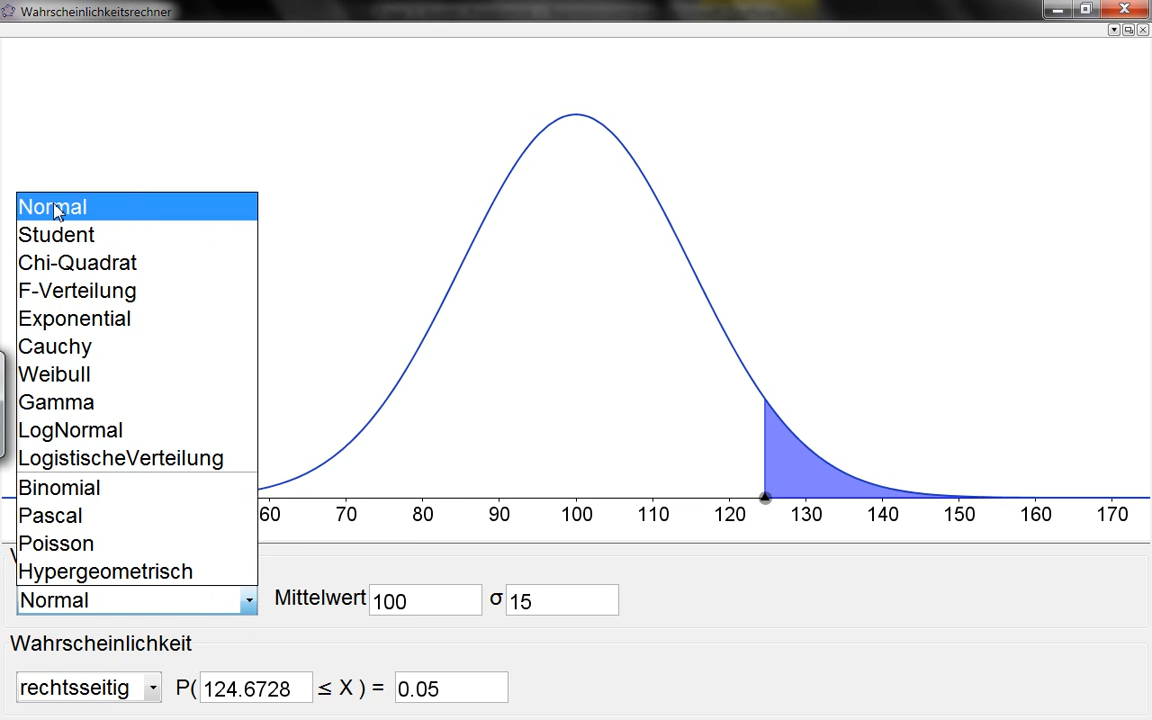 Wahrscheinlichkeitsrechner
Normal
Student
Chi-Quadrat
F-Verteilung
Exponential
Cauchy
Weibull
Gamma
LogNormal
LogistischeVerteilung
Binomial
Pascal
Poisson
Hypergeometrisch
60 70 80 90 100 110 120 130 140 150 160 170
Normal Mittelwert 100 σ 15
Wahrscheinlichkeit
rechtsseitig P( 124.6728 ≤ X ) = 0.05